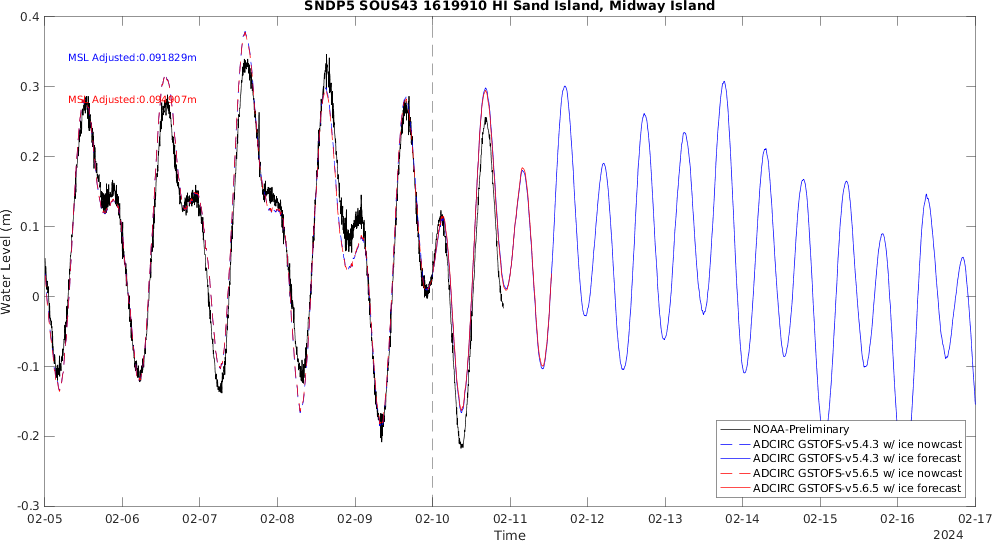 SNDP5 SOUS43 1619910 HI Sand Island, Midway Island
0.4
MSL Adjusted:0.091829m
0.3
MSL Adjusted:0.094907m
0.2
0.1
0
-0.1
-0.2
-0.3
Water Level (m)
NOAA-Preliminary
ADCIRC GSTOFS-v5.4.3 w/ ice nowcast
ADCIRC GSTOFS-v5.4.3 w/ ice forecast
ADCIRC GSTOFS-v5.6.5 w/ ice nowcast
ADCIRC GSTOFS-v5.6.5 w/ ice forecast
02-05 02-06 02-07 02-08 02-09 02-10 02-11 02-12 02-13 02-14 02-15 02-16 02-17
Time
2024